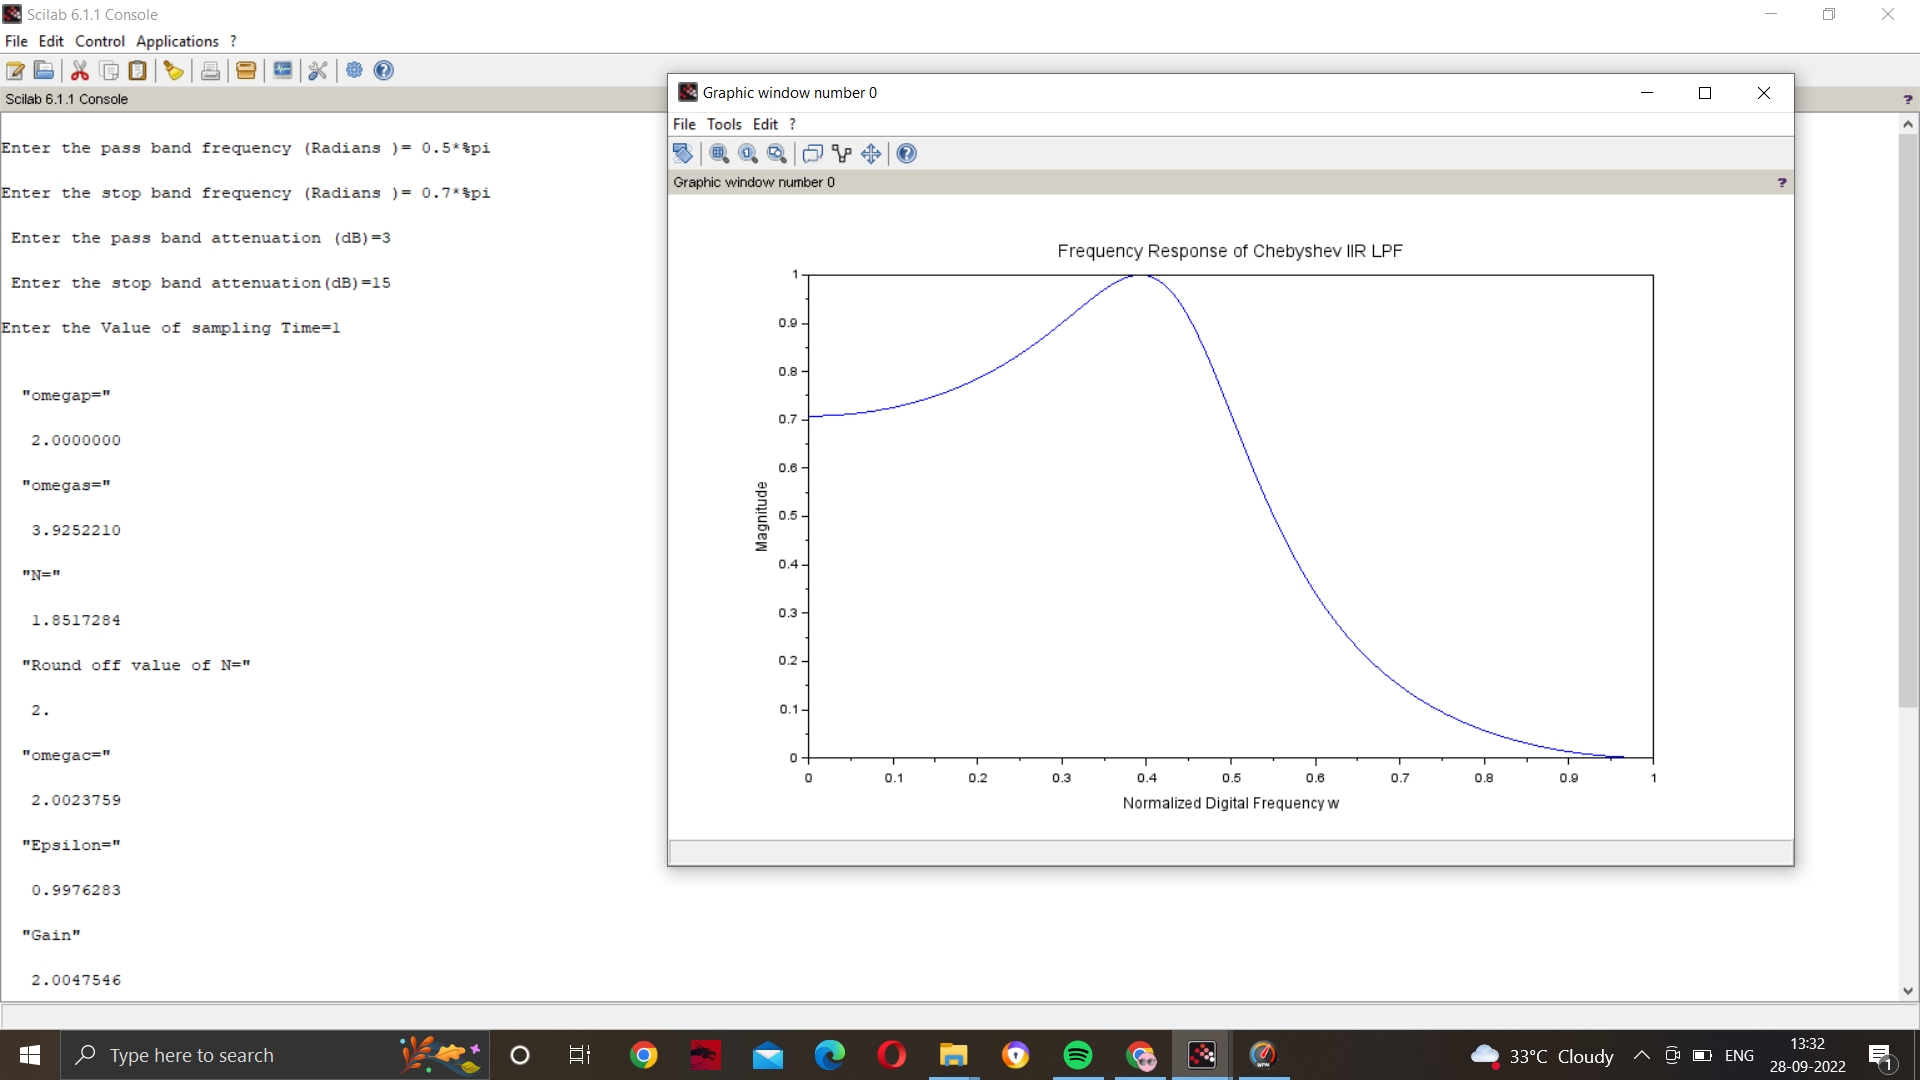 Scilab 6.1.1 Console
File Edit Control Applications ?
Scilab 6.1.1 Console ?
Enter the pass band frequency (Radians )= 0.5*%pi
Enter the stop band frequency (Radians )= 0.7*%pi
Enter the pass band attenuation (dB)=3
Enter the stop band attenuation(dB)=15
Enter the Value of sampling Time=1
"omegap="
2.0000000
"omegas="
3.9252210
"N="
1.8517284
"Round off value of N="
2.
"omegac="
2.0023759
"Epsilon="
0.9976283
"Gain"
2.0047546
Graphic window number 0
File Tools Edit ?
Graphic window number 0 ?
Frequency Response of Chebyshev IIR LPF
1
0.9
0.8
0.7
0.6
0.5
0.4
0.3
0.2
0.1
0
Magnitude
0 0.1 0.2 0.3 0.4 0.5 0.6 0.7 0.8 0.9 1
Normalized Digital Frequency w
Type here to search
33°C Cloudy
ENG
13:32
28-09-2022
1